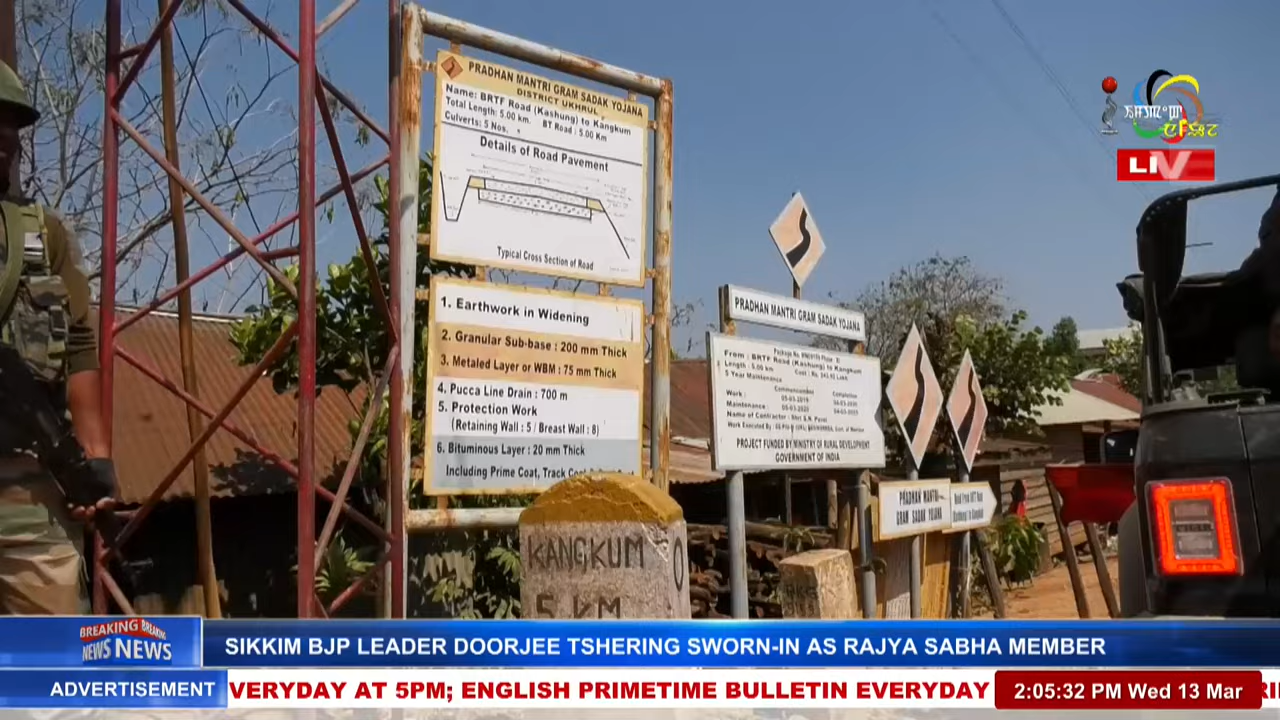 PRADHAN MANTRI GRAM SADAK YOJANA
DISTRICT UKHRUL
Name: BRTF Road (Kashung) to Kangkum
Total Length: 5.00 km. BT Road : 5.00 Km
Culverts: 5 Nos.
Details of Road Pavement
Typical Cross Section of Road
1. Earthwork in Widening
2. Granular Sub-base: 200 mm Thick
3. Metaled Layer or WBM : 75 mm Thick
4. Pucca Line Drain : 700 m
5. Protection Work
(Retaining Wall : 5 / Breast Wall : 8)
6. Bituminous Layer : 20 mm Thick
Including Prime Coat,
KANGKUM
0
5 KM
PRADHAN MANTRI GRAM SADAK YOJANA
From : BRTF Road (Kashung) to Kangkum
Length : 5.00 km
5 Year Maintenance
Work :
Maintenance :
Name of Contractor :
PROJECT FUNDED BY MINISTRY OF RURAL DEVELOPMENT
GOVERNMENT OF INDIA
PRADHAN MANTRI
GRAM SADAK YOJANA
LIV
BREAKING BREAKING
NEWS NEWS
SIKKIM BJP LEADER DOORJEE TSHERING SWORN-IN AS RAJYA SABHA MEMBER
ADVERTISEMENT
VERYDAY AT 5PM; ENGLISH PRIMETIME BULLETIN EVERYDAY
2:05:32 PM Wed 13 Mar